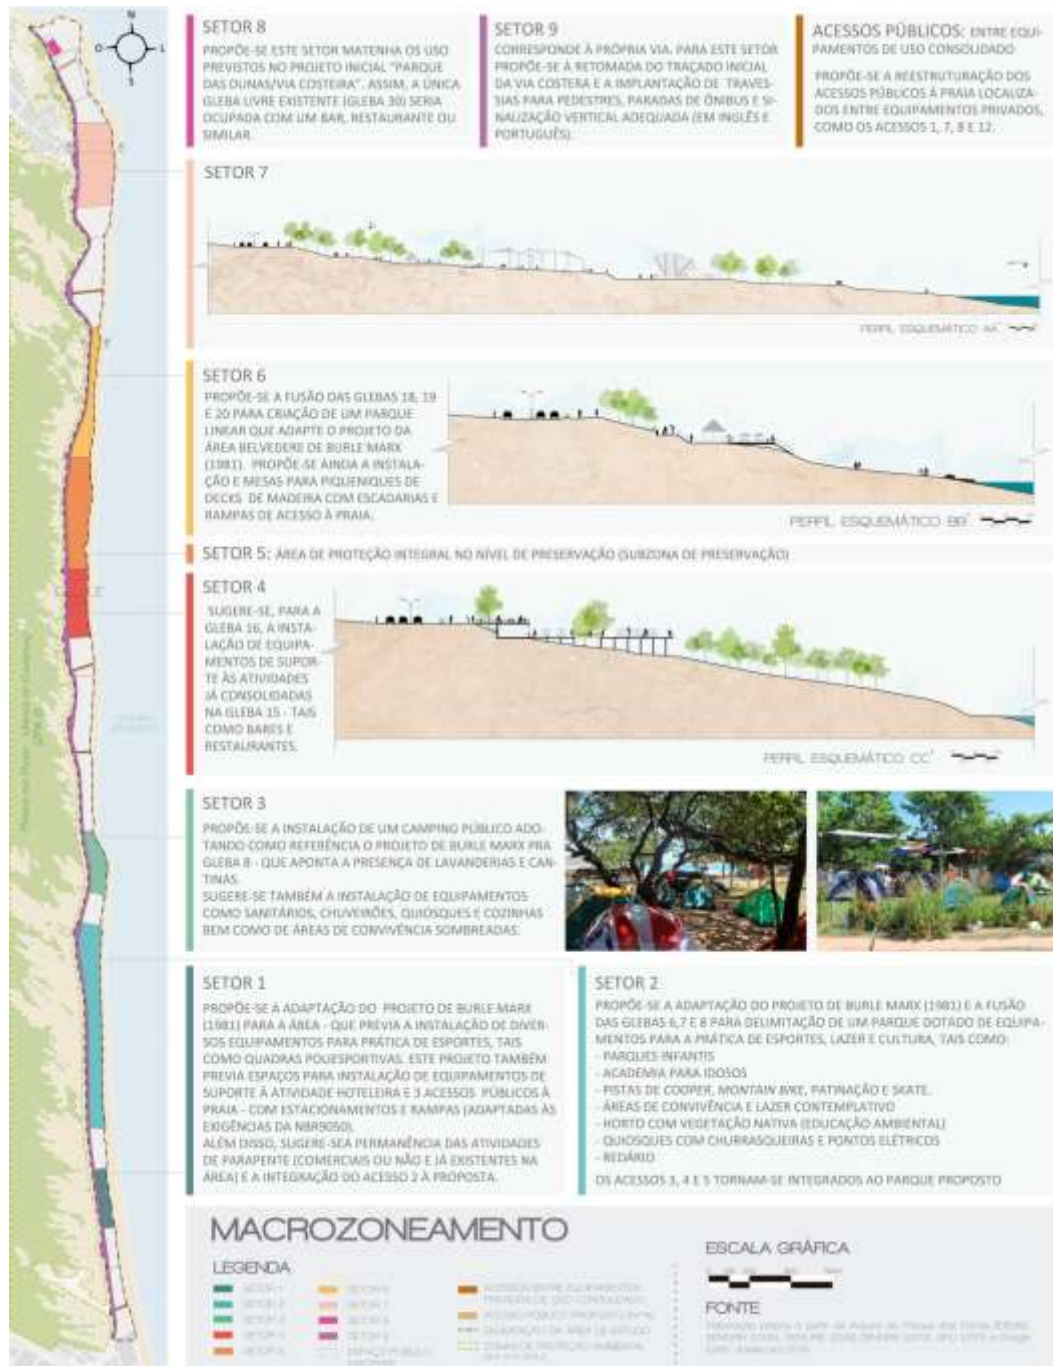 SETOR 8
PROPÕE-SE ESTE SETOR MATENHA OS USO
PREVISTOS NO PROJETO INICIAL "PARQUE
DAS DUNAS/VIA COSTEIRA". ASSIM, A ÚNICA
GLEBA LIVRE EXISTENTE (GLEBA 30) SERIA
OCUPADA COM UM BAR, RESTAURANTE OU
SIMILAR.
SETOR 9
CORRESPONDE À PRÓPRIA VIA. PARA ESTE SETOR
PROPÕE-SE À RETOMADA DO TRAÇADO INICIAL
DA VIA COSTERA E A IMPLANTAÇÃO DE TRAVES-
SIAS PARA PEDESTRES, PARADAS DE ÔNIBUS E SI-
NALIZAÇÃO VERTICAL ADEQUADA (EM INGLÊS E
PORTUGUÊS).
ACESSOS PÚBLICOS: ENTRE EQUI-
PAMENTOS DE USO CONSOLIDADO
PROPÕE-SE A REESTRUTURAÇÃO DOS
ACESSOS PÚBLICOS À PRAIA LOCALIZA-
DOS ENTRE EQUIPAMENTOS PRIVADOS,
COMO OS ACESSOS 1, 7, 8 E 12.
N
O
L
S
SETOR 7
PERFIL ESQUEMÁTICO AA'
SETOR 6
PROPÕE-SE A FUSÃO DAS GLEBAS 18, 19
E 20 PARA CRIAÇÃO DE UM PARQUE
LINEAR QUE ADAPTE O PROJETO DA
ÁREA BELVEDERE DE BURLE MARX
(1981). PROPÕE-SE AINDA A INSTALA-
ÇÃO E MESAS PARA PIQUENIQUES DE
DECKS DE MADEIRA COM ESCADARIAS E
RAMPAS DE ACESSO À PRAIA.
PERFIL ESQUEMÁTICO BB'
SETOR 5: ÁREA DE PROTEÇÃO INTEGRAL NO NÍVEL DE PRESERVAÇÃO (SUBZONA DE PRESERVAÇÃO)
SETOR 4
SUGERE-SE, PARA A
GLEBA 16, A INSTA-
LAÇÃO DE EQUIPA-
MENTOS DE SUPOR-
TE ÀS ATIVIDADES
JÁ CONSOLIDADAS
NA GLEBA 15 - TAIS
COMO BARES E
RESTAURANTES.
PERFIL ESQUEMÁTICO CC'
SETOR 3
PROPÕE-SE A INSTALAÇÃO DE UM CAMPING PÚBLICO ADO-
TANDO COMO REFERÊNCIA O PROJETO DE BURLE MARX PRA
GLEBA 8 - QUE APONTA A PRESENÇA DE LAVANDERIAS E CAN-
TINAS.
SUGERE-SE TAMBÉM A INSTALAÇÃO DE EQUIPAMENTOS
COMO SANITÁRIOS, CHUVEIRÕES, QUIOSQUES E COZINHAS
BEM COMO DE ÁREAS DE CONVIVÊNCIA SOMBREADAS.
SETOR 1
PROPÕE-SE A ADAPTAÇÃO DO PROJETO DE BURLE MARX
(1981) PARA A ÁREA - QUE PREVIA A INSTALAÇÃO DE DIVER-
SOS EQUIPAMENTOS PARA PRÁTICA DE ESPORTES, TAIS
COMO QUADRAS POLIESPORTIVAS. ESTE PROJETO TAMBÉM
PREVIA ESPAÇOS PARA INSTALAÇÃO DE EQUIPAMENTOS DE
SUPORTE À ATIVIDADE HOTELEIRA E 3 ACESSOS PÚBLICOS À
PRAIA - COM ESTACIONAMENTOS E RAMPAS (ADAPTADAS ÀS
EXIGÊNCIAS DA NBR9050).
ALÉM DISSO, SUGERE-SEA PERMANÊNCIA DAS ATIVIDADES
DE PARAPENTE (COMERCIAIS OU NÃO E JÁ EXISTENTES NA
ÁREA) E A INTEGRAÇÃO DO ACESSO 2 À PROPOSTA.
SETOR 2
PROPÕE-SE A ADAPTAÇÃO DO PROJETO DE BURLE MARX (1981) E A FUSÃO
DAS GLEBAS 6,7 E 8 PARA DELIMITAÇÃO DE UM PARQUE DOTADO DE EQUIPA-
MENTOS PARA A PRÁTICA DE ESPORTES, LAZER E CULTURA, TAIS COMO:
- PARQUES INFANTIS
- ACADEMIA PARA IDOSOS
- PISTAS DE COOPER, MONTAIN BIKE, PATINAÇÃO E SKATE.
- ÁREAS DE CONVIVÊNCIA E LAZER CONTEMPLATIVO
- HORTO COM VEGETAÇÃO NATIVA (EDUCAÇÃO AMBIENTAL)
- QUIOSQUES COM CHURRASQUEIRAS E PONTOS ELÉTRICOS
- REDÁRIO
OS ACESSOS 3, 4 E 5 TORNAM-SE INTEGRADOS AO PARQUE PROPOSTO
MACROZONEAMENTO
LEGENDA
SETOR 1
SETOR 2
SETOR 3
SETOR 4
SETOR 5
SETOR 6
SETOR 7
SETOR 8
SETOR 9
ESCALA GRÁFICA
FONTE